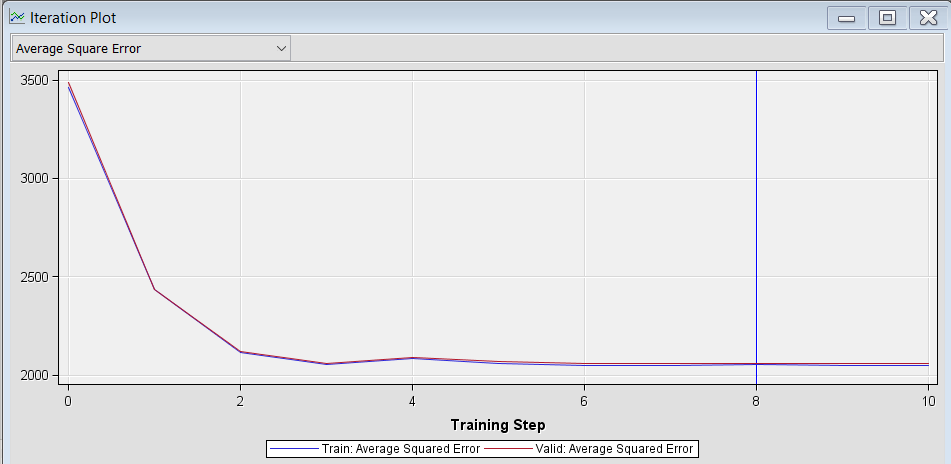 Iteration Plot
Average Square Error
3500
3000
2500
2000
0 2 4 6 8 10
Training Step
Train: Average Squared Error Valid: Average Squared Error